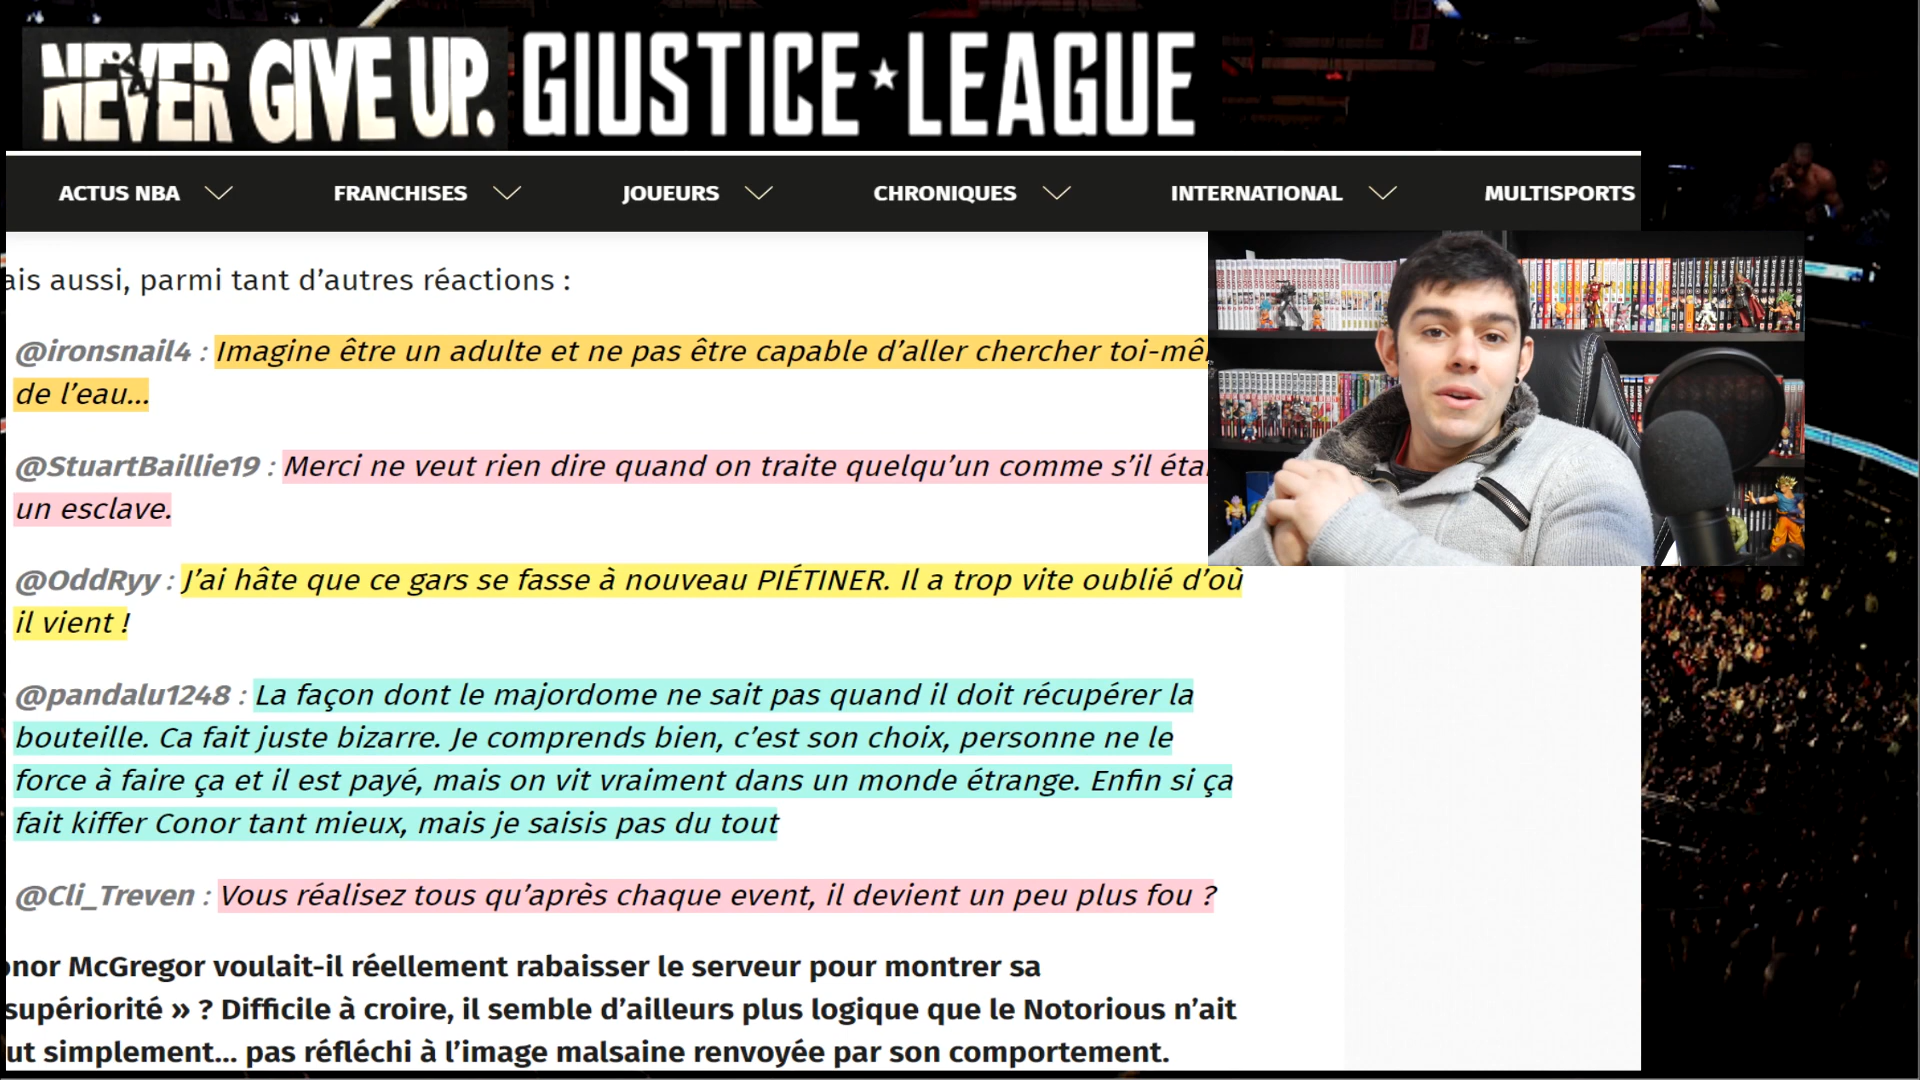 NEVER GIVE UP. GIUSTICE★LEAGUE
ACTUS NBA FRANCHISES JOUEURS CHRONIQUES INTERNATIONAL MULTISPORTS
ais aussi, parmi tant d’autres réactions :
@ironsnail4 : Imagine être un adulte et ne pas être capable d’aller chercher toi-mê
de l’eau...
@StuartBaillie19 : Merci ne veut rien dire quand on traite quelqu’un comme s’il étai
un esclave.
@OddRyy : J’ai hâte que ce gars se fasse à nouveau PIÉTINER. Il a trop vite oublié d’où
il vient !
@pandalu1248 : La façon dont le majordome ne sait pas quand il doit récupérer la
bouteille. Ca fait juste bizarre. Je comprends bien, c’est son choix, personne ne le
force à faire ça et il est payé, mais on vit vraiment dans un monde étrange. Enfin si ça
fait kiffer Conor tant mieux, mais je saisis pas du tout
@Cli_Treven : Vous réalisez tous qu’après chaque event, il devient un peu plus fou ?
onor McGregor voulait-il réellement rabaisser le serveur pour montrer sa
supériorité » ? Difficile à croire, il semble d’ailleurs plus logique que le Notorious n’ait
ut simplement... pas réfléchi à l’image malsaine renvoyée par son comportement.